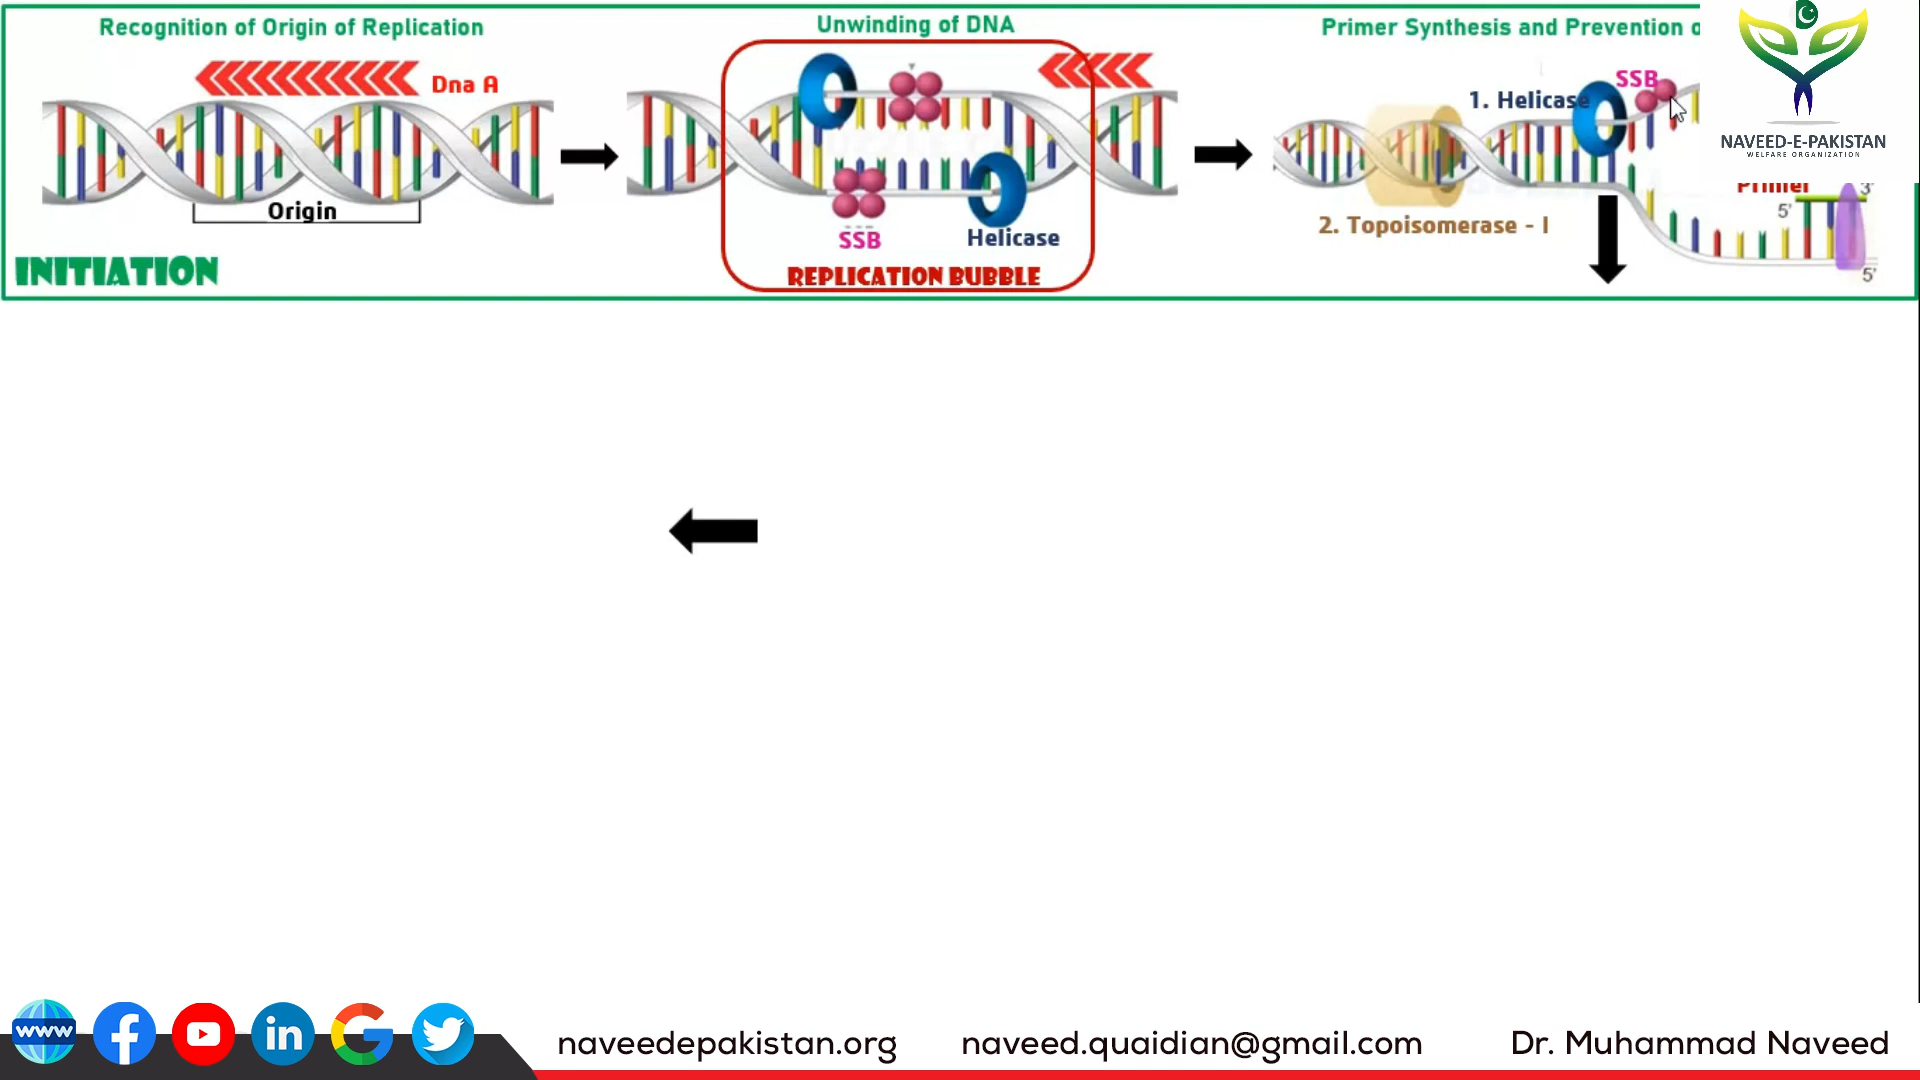 Recognition of Origin of Replication
Dna A
Origin
INITIATION
Unwinding of DNA
SSB
Helicase
REPLICATION BUBBLE
Primer Synthesis and Prevention o
1. Helicase
SSB
2. Topoisomerase - I
Primer
3'
5'
5'
NAVEED-E-PAKISTAN
WELFARE ORGANIZATION
www
naveedepakistan.org
naveed.quaidian@gmail.com
Dr. Muhammad Naveed